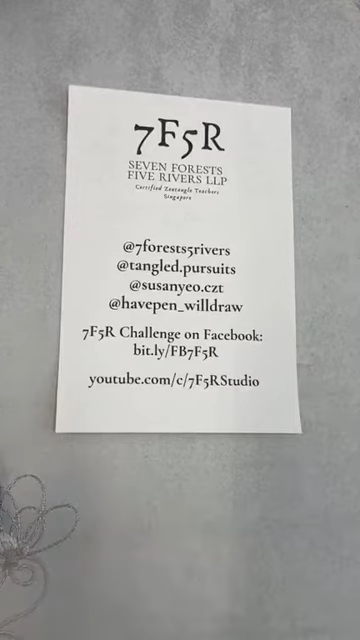 7F5R
SEVEN FORESTS
FIVE RIVERS LLP
Certified Zentangle Teachers
Singapore
@7forests5rivers
@tangled.pursuits
@susanyeo.czt
@havepen_willdraw
7F5R Challenge on Facebook:
bit.ly/FB7F5R
youtube.com/c/7F5RStudio